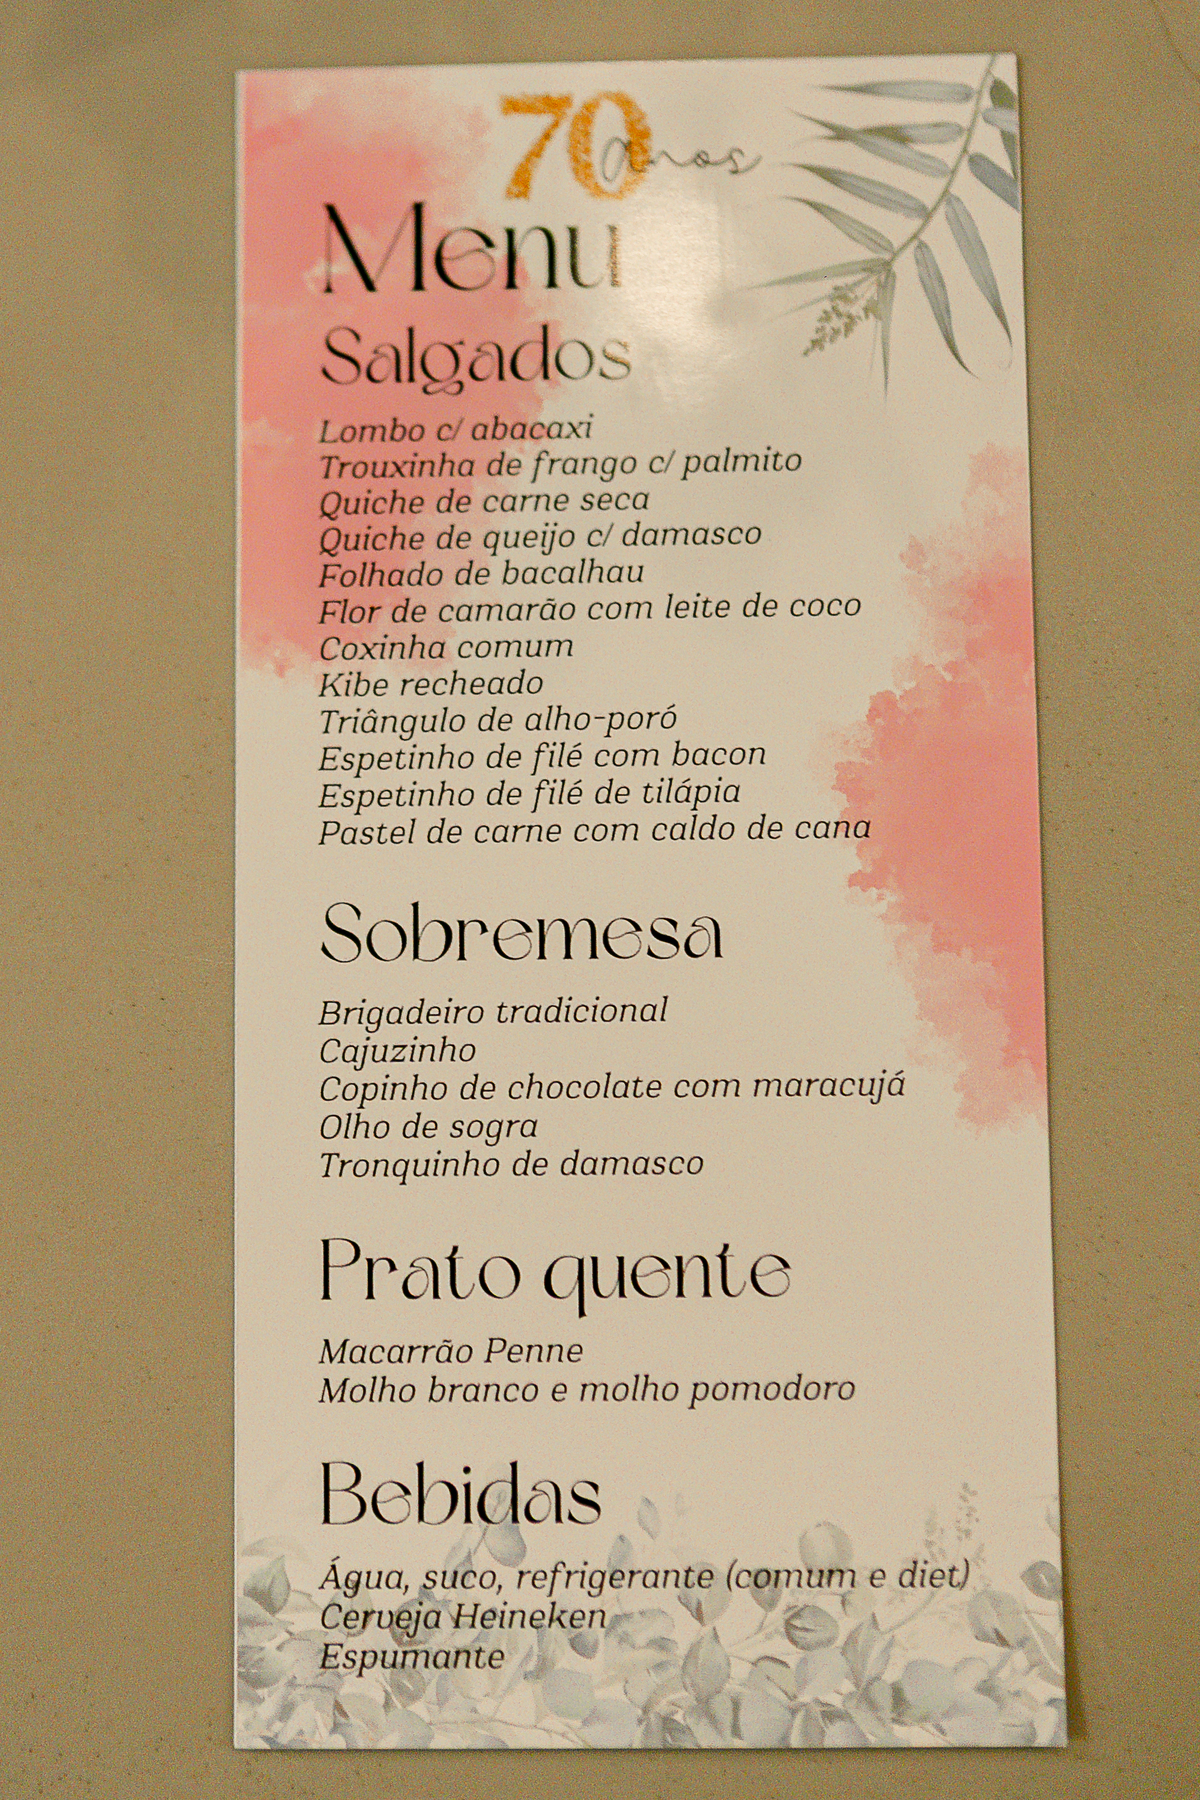 70 anos
Menu
Salgados
Lombo c/ abacaxi
Trouxinha de frango c/ palmito
Quiche de carne seca
Quiche de queijo c/ damasco
Folhado de bacalhau
Flor de camarão com leite de coco
Coxinha comum
Kibe recheado
Triângulo de alho-poró
Espetinho de filé com bacon
Espetinho de filé de tilápia
Pastel de carne com caldo de cana
Sobremesa
Brigadeiro tradicional
Cajuzinho
Copinho de chocolate com maracujá
Olho de sogra
Tronquinho de damasco
Prato quente
Macarrão Penne
Molho branco e molho pomodoro
Bebidas
Água, suco, refrigerante (comum e diet)
Cerveja Heineken
Espumante